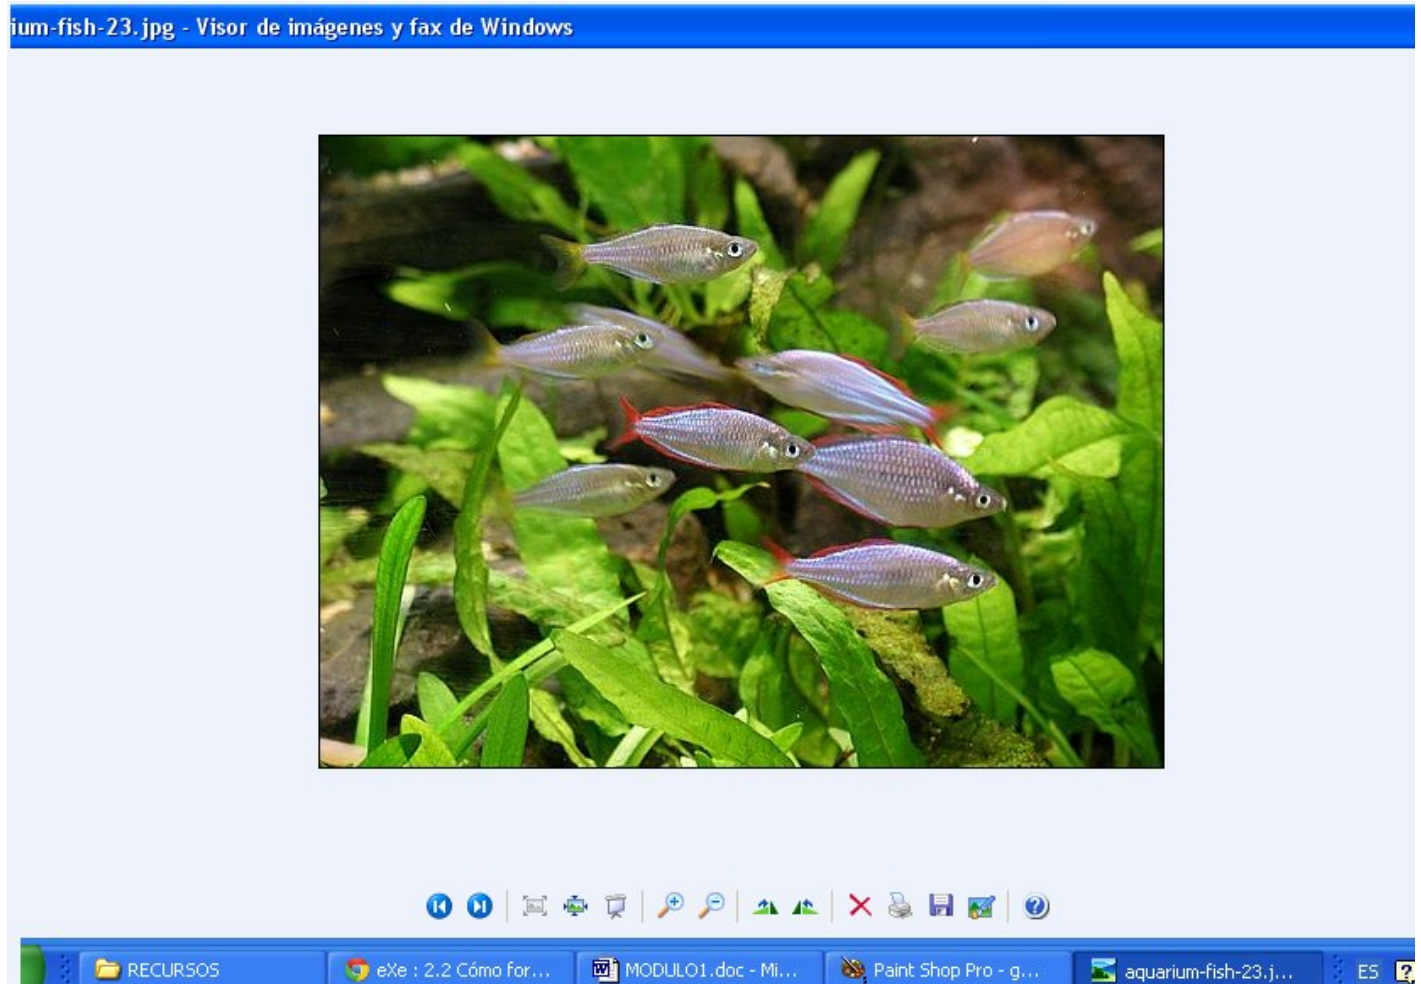 ium-fish-23.jpg - Visor de imágenes y fax de Windows
RECURSOS
eXe : 2.2 Cómo for...
MODULO1.doc - Mi...
Paint Shop Pro - g...
aquarium-fish-23.j...
ES